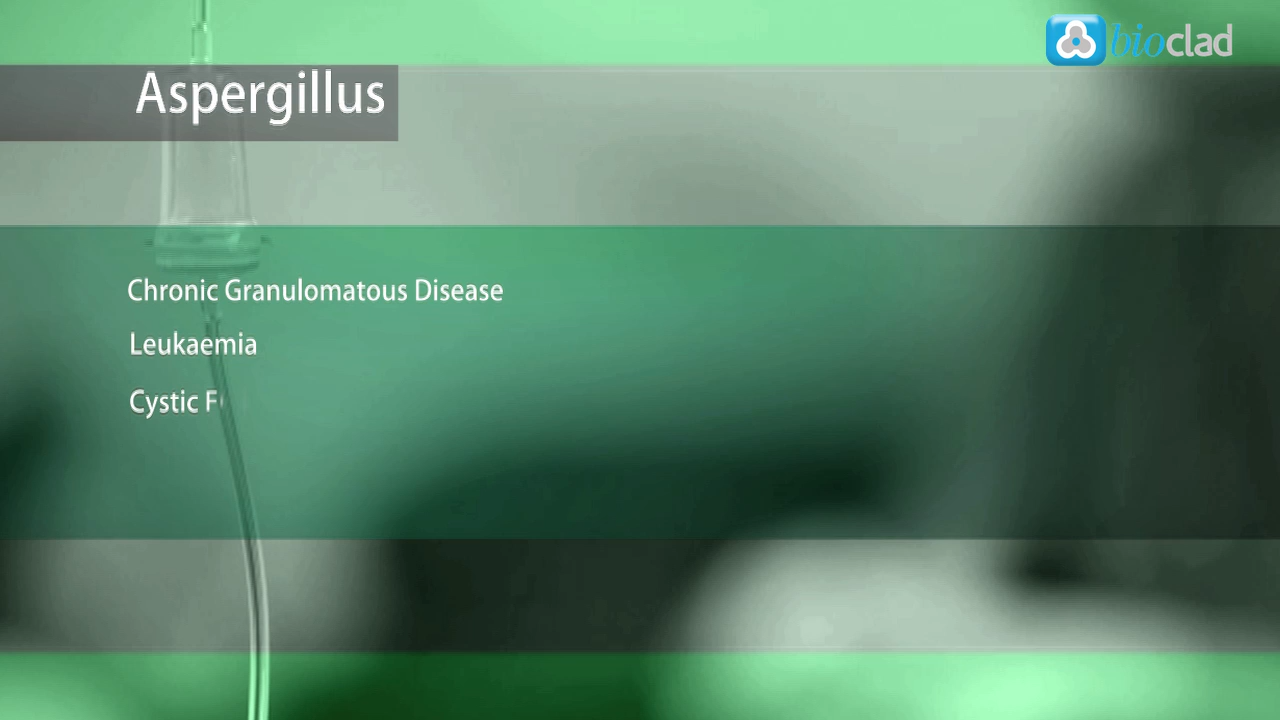 bioclad
Aspergillus
Chronic Granulomatous Disease
Leukaemia
Cystic F